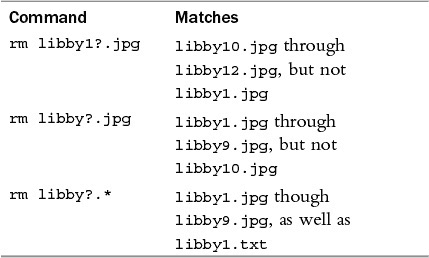 Command Matches
rm libby1?.jpg libby10.jpg through
libby12.jpg, but not
libby1.jpg
rm libby?.jpg libby1.jpg through
libby9.jpg, but not
libby10.jpg
rm libby?.* libby1.jpg though
libby9.jpg, as well as
libby1.txt